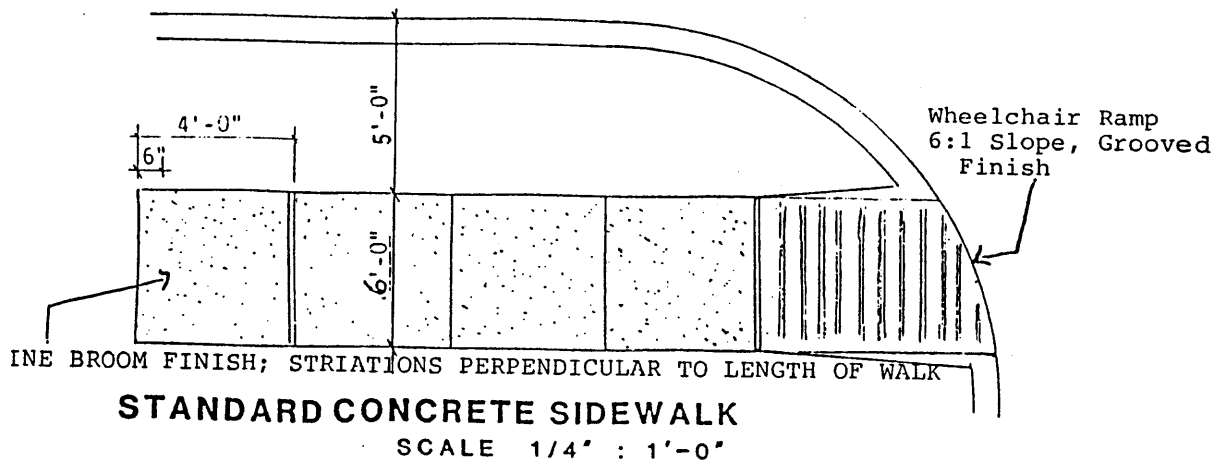 4'-0"
6"
5'-0"
Wheelchair Ramp
6:1 Slope, Grooved
Finish
6'-0"
INE BROOM FINISH; STRIATIONS PERPENDICULAR TO LENGTH OF WALK
STANDARD CONCRETE SIDEWALK
SCALE 1/4" : 1'-0"